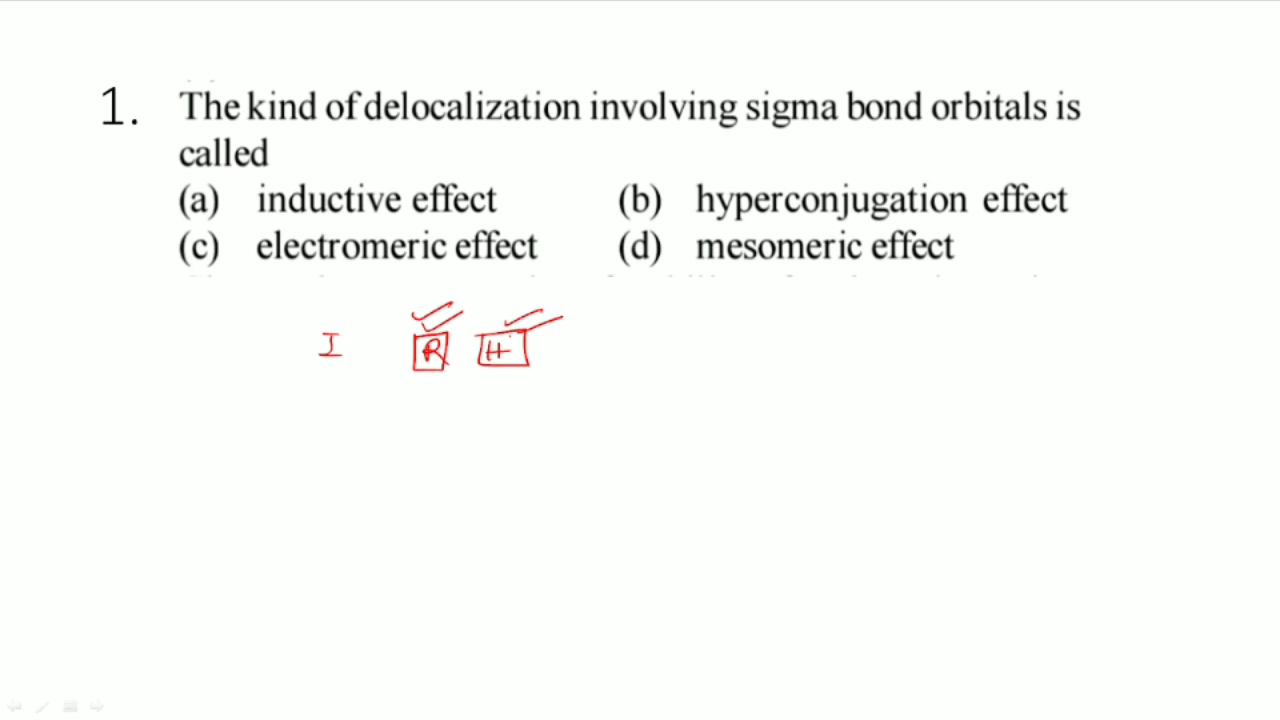 1. The kind of delocalization involving sigma bond orbitals is
called
(a) inductive effect (b) hyperconjugation effect
(c) electromeric effect (d) mesomeric effect
I R H